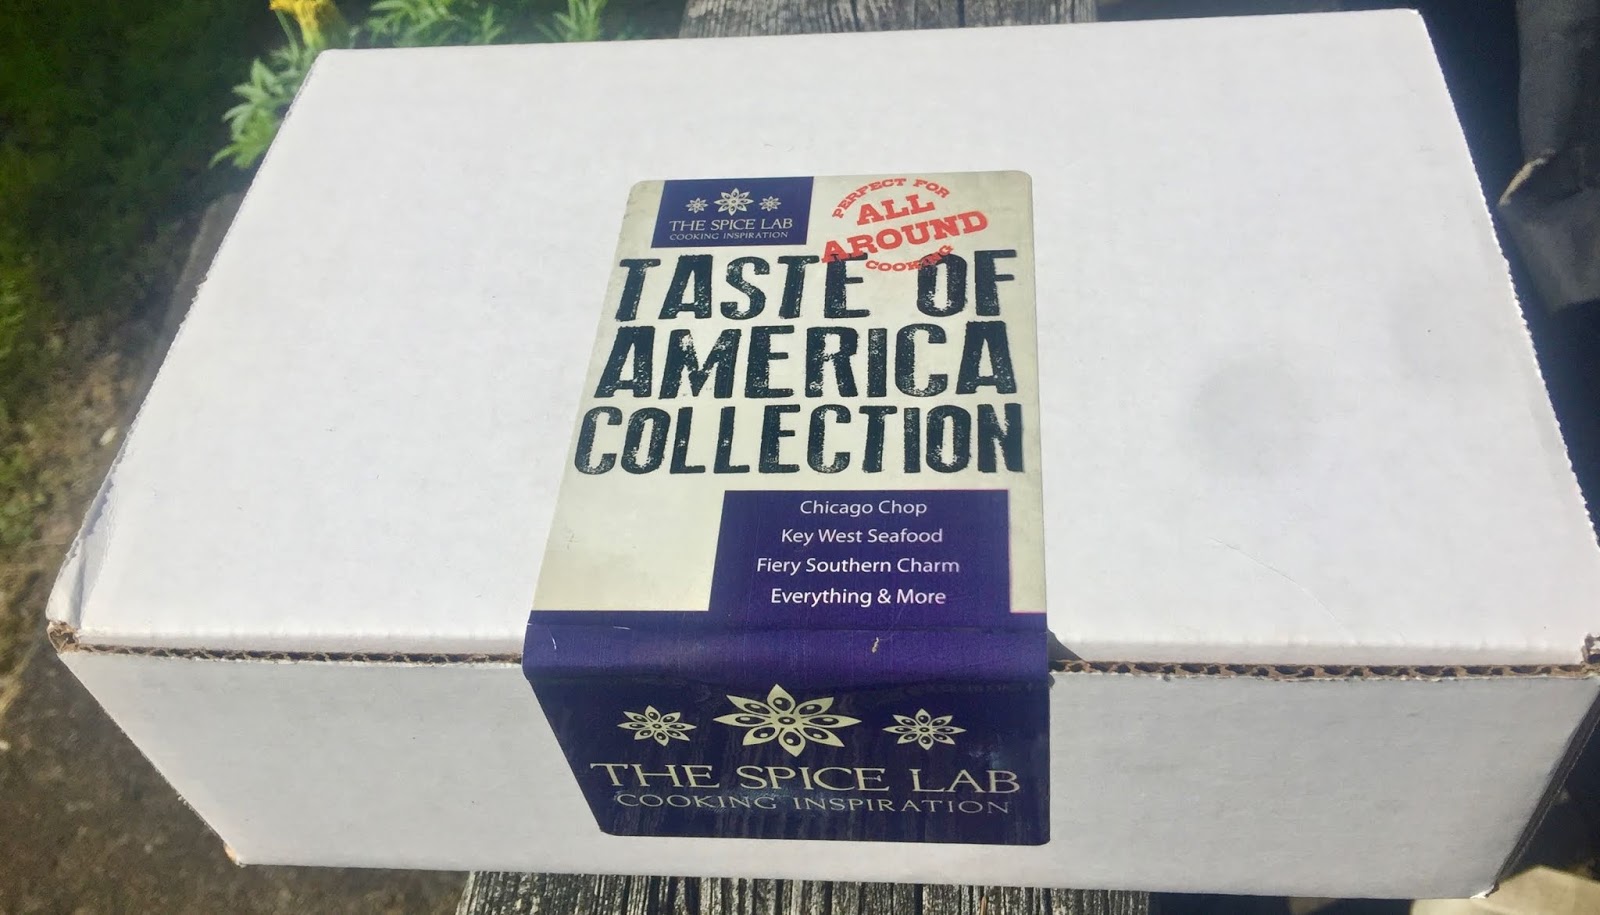 THE SPICE LAB
COOKING INSPIRATION
PERFECT FOR
ALL
AROUND
COOKING
TASTE OF
AMERICA
COLLECTION
Chicago Chop
Key West Seafood
Fiery Southern Charm
Everything & More
THE SPICE LAB
COOKING INSPIRATION